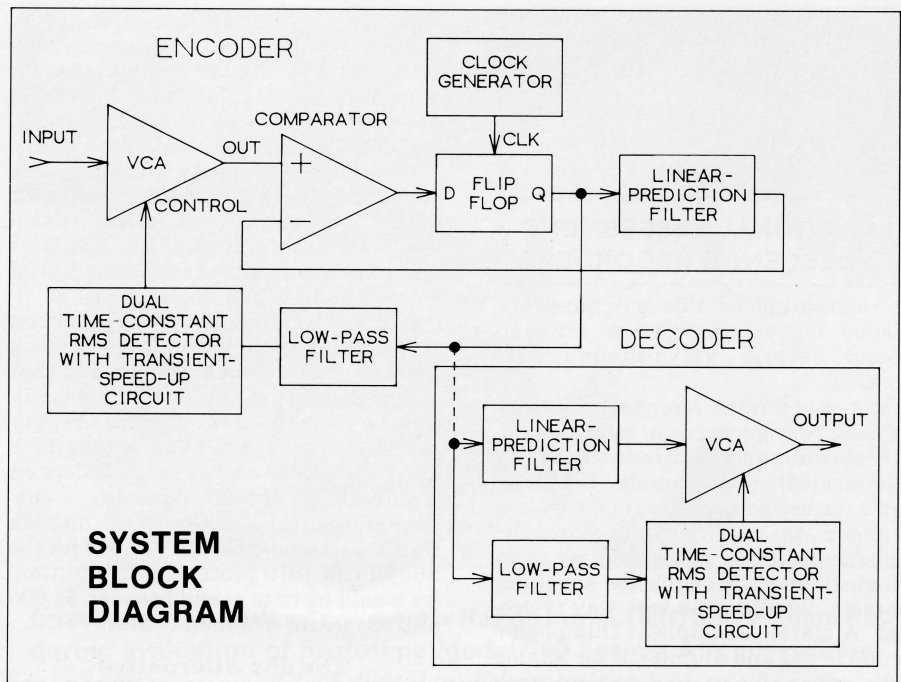 ENCODER
CLOCK
GENERATOR
COMPARATOR
INPUT
VCA
OUT
+
−
CLK
D
FLIP
FLOP
Q
LINEAR-
PREDICTION
FILTER
CONTROL
DUAL
TIME-CONSTANT
RMS DETECTOR
WITH TRANSIENT-
SPEED-UP
CIRCUIT
LOW-PASS
FILTER
DECODER
LINEAR-
PREDICTION
FILTER
VCA
OUTPUT
LOW-PASS
FILTER
DUAL
TIME-CONSTANT
RMS DETECTOR
WITH TRANSIENT-
SPEED-UP
CIRCUIT
SYSTEM
BLOCK
DIAGRAM